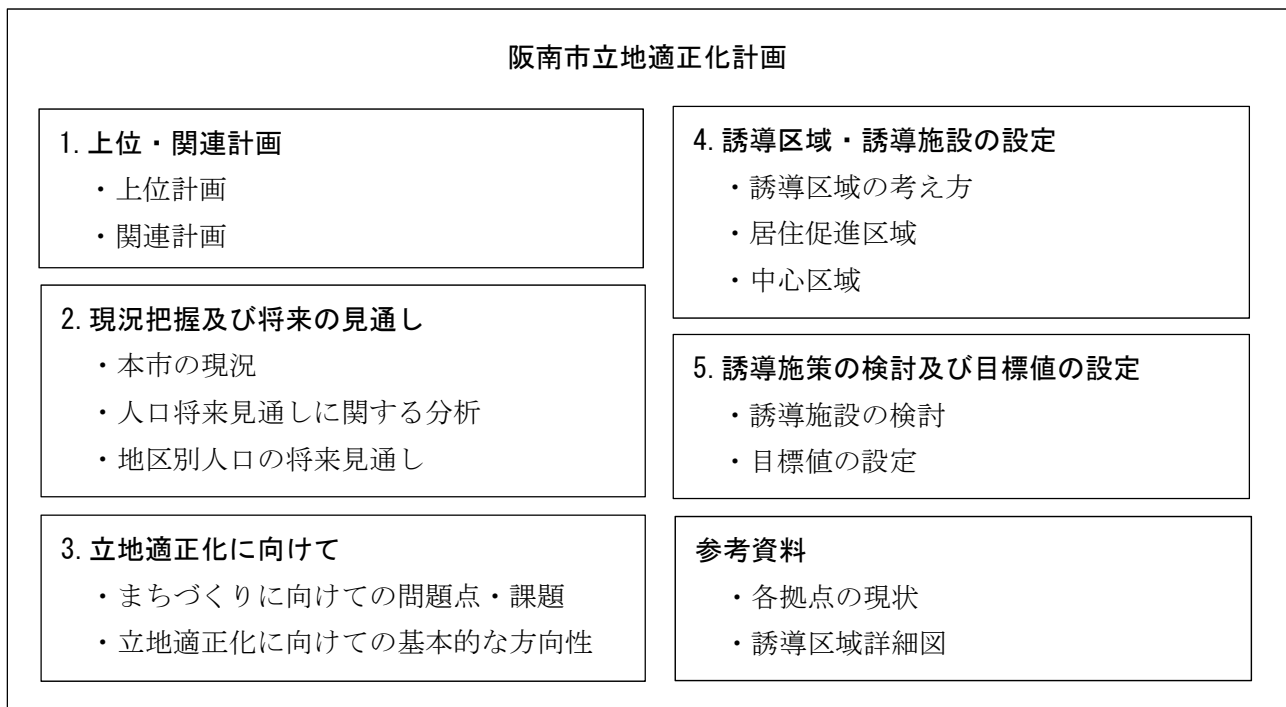 阪南市立地適正化計画
1.上位・関連計画
・上位計画
・関連計画
2.現況把握及び将来の見通し
・本市の現況
・人口将来見通しに関する分析
・地区別人口の将来見通し
3.立地適正化に向けて
・まちづくりに向けての問題点・課題
・立地適正化に向けての基本的な方向性
4.誘導区域・誘導施設の設定
・誘導区域の考え方
・居住促進区域
・中心区域
5.誘導施策の検討及び目標値の設定
・誘導施設の検討
・目標値の設定
参考資料
・各拠点の現状
・誘導区域詳細図